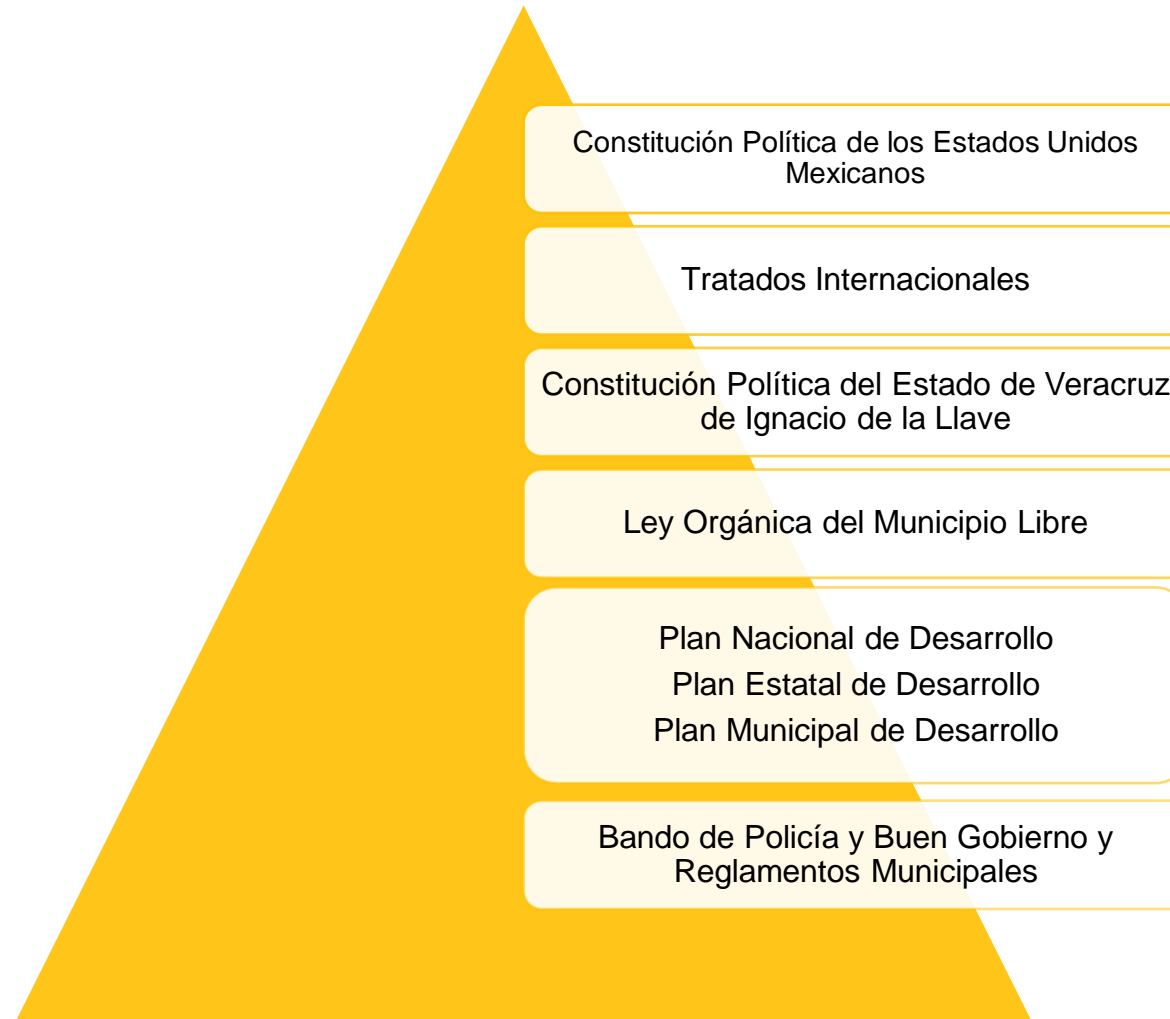 Constitución Política de los Estados Unidos
Mexicanos
Tratados Internacionales
Constitución Política del Estado de Veracruz
de Ignacio de la Llave
Ley Orgánica del Municipio Libre
Plan Nacional de Desarrollo
Plan Estatal de Desarrollo
Plan Municipal de Desarrollo
Bando de Policía y Buen Gobierno y
Reglamentos Municipales